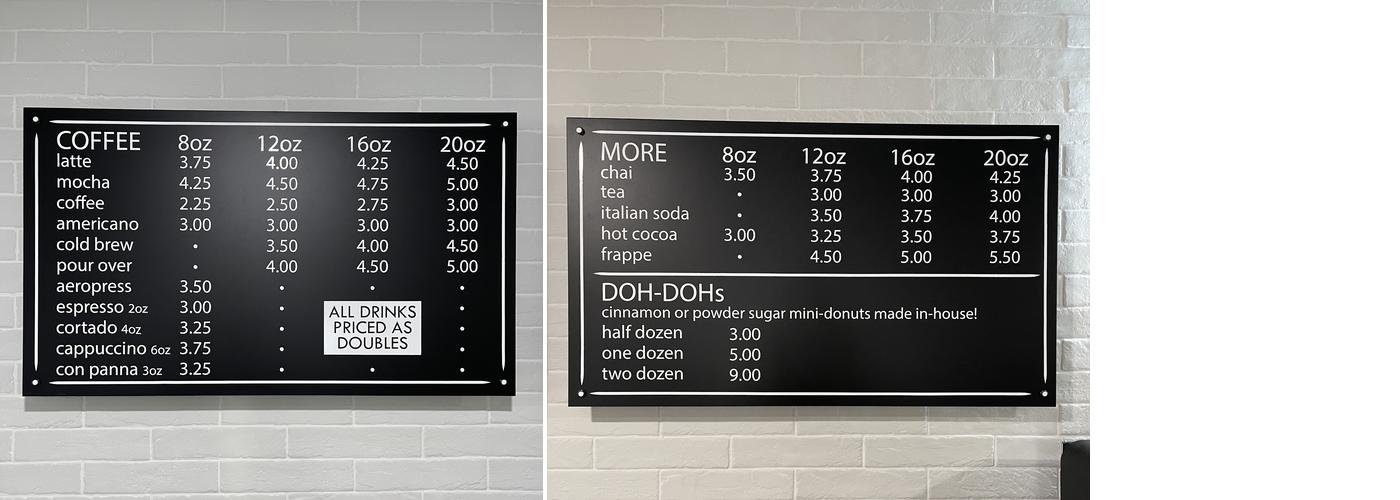 COFFEE 8oz 12oz 16oz 20oz
latte 3.75 4.00 4.25 4.50
mocha 4.25 4.50 4.75 5.00
coffee 2.25 2.50 2.75 3.00
americano 3.00 3.00 3.00 3.00
cold brew • 3.50 4.00 4.50
pour over • 4.00 4.50 5.00
aeropress 3.50 • • •
espresso 2oz 3.00 • •
cortado 4oz 3.25 • •
cappuccino 6oz 3.75 • •
con panna 3oz 3.25 • • •
ALL DRINKS
PRICED AS
DOUBLES
MORE 8oz 12oz 16oz 20oz
chai 3.50 3.75 4.00 4.25
tea • 3.00 3.00 3.00
italian soda • 3.50 3.75 4.00
hot cocoa 3.00 3.25 3.50 3.75
frappe • 4.50 5.00 5.50
DOH-DOHs
cinnamon or powder sugar mini-donuts made in-house!
half dozen 3.00
one dozen 5.00
two dozen 9.00